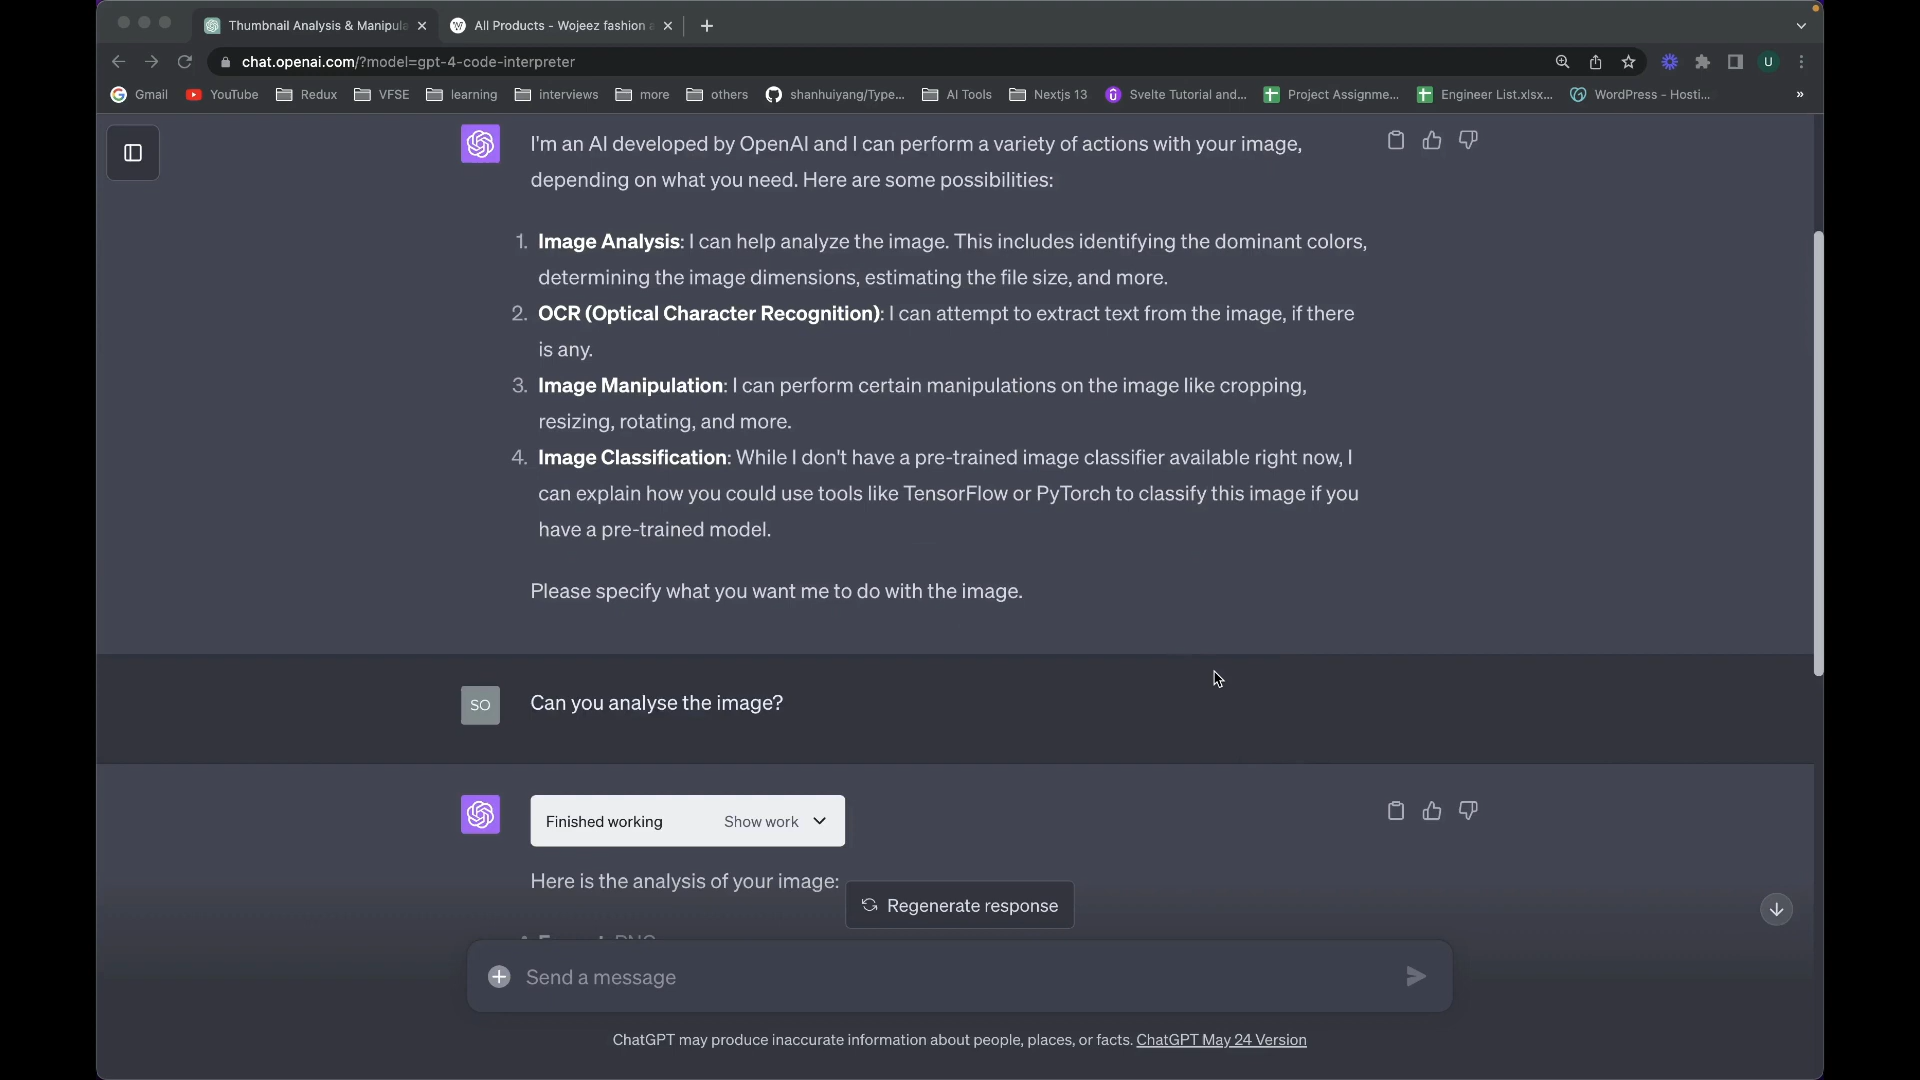 Thumbnail Analysis & Manipula
All Products - Wojeez fashion a
chat.openai.com/?model=gpt-4-code-interpreter
U
Gmail YouTube Redux VFSE learning interviews more others shanhuiyang/Type... AI Tools Nextjs 13 Svelte Tutorial and... Project Assignme... Engineer List.xlsx... WordPress - Hosti... »
I'm an AI developed by OpenAI and I can perform a variety of actions with your image,
depending on what you need. Here are some possibilities:
1. Image Analysis: I can help analyze the image. This includes identifying the dominant colors,
determining the image dimensions, estimating the file size, and more.
2. OCR (Optical Character Recognition): I can attempt to extract text from the image, if there
is any.
3. Image Manipulation: I can perform certain manipulations on the image like cropping,
resizing, rotating, and more.
4. Image Classification: While I don't have a pre-trained image classifier available right now, I
can explain how you could use tools like TensorFlow or PyTorch to classify this image if you
have a pre-trained model.
Please specify what you want me to do with the image.
SO
Can you analyse the image?
Finished working Show work
Here is the analysis of your image:
Regenerate response
Send a message
ChatGPT may produce inaccurate information about people, places, or facts. ChatGPT May 24 Version